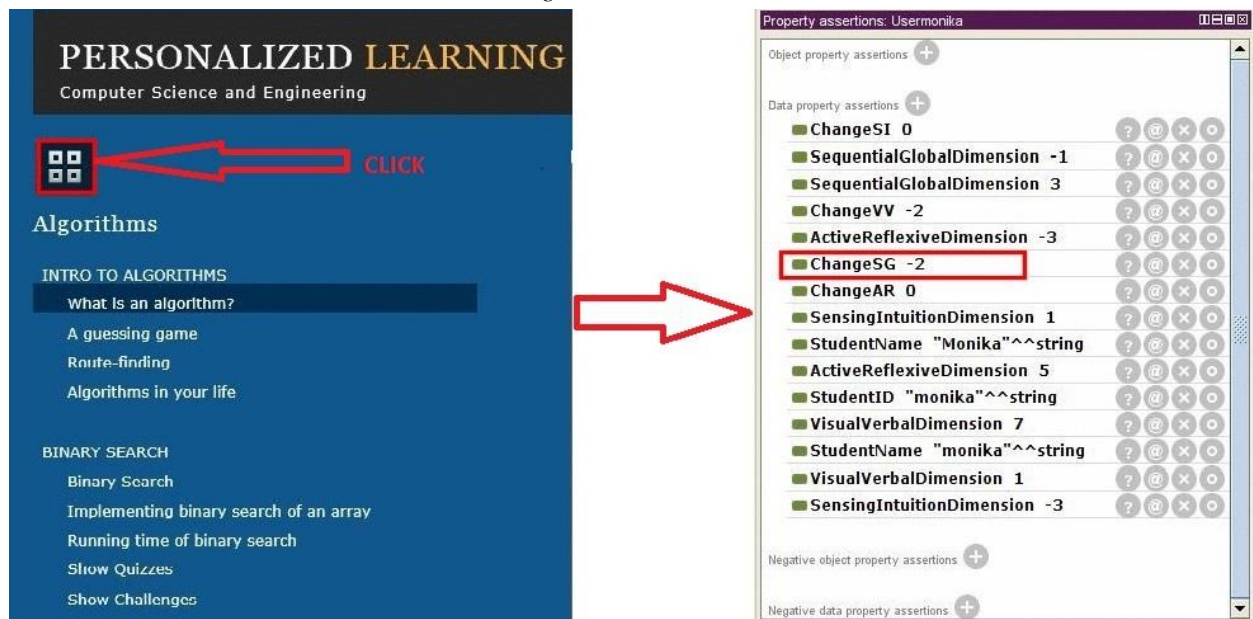 PERSONALIZED LEARNING
Computer Science and Engineering
CLICK
Algorithms
INTRO TO ALGORITHMS
What is an algorithm?
A guessing game
Route-finding
Algorithms in your life
BINARY SEARCH
Binary Search
Implementing binary search of an array
Running time of binary search
Show Quizzes
Show Challenges
Property assertions: Usermonika
Object property assertions
Data property assertions
ChangeSI 0
SequentialGlobalDimension -1
SequentialGlobalDimension 3
ChangeVV -2
ActiveReflexiveDimension -3
ChangeSG -2
ChangeAR 0
SensingIntuitionDimension 1
StudentName "Monika"^^string
ActiveReflexiveDimension 5
StudentID "monika"^^string
VisualVerbalDimension 7
StudentName "monika"^^string
VisualVerbalDimension 1
SensingIntuitionDimension -3
Negative object property assertions
Negative data property assertions